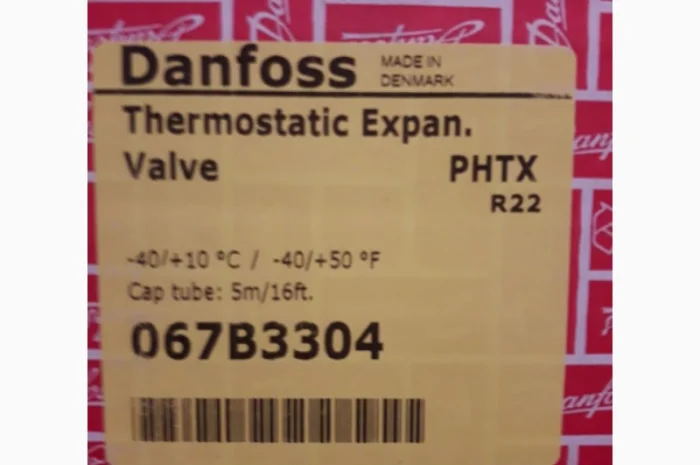 Danfoss
MADE IN
DENMARK
Thermostatic Expan.
Valve PHTX
R22
-40/+10 °C / -40/+50 °F
Cap tube: 5m/16ft.
067B3304